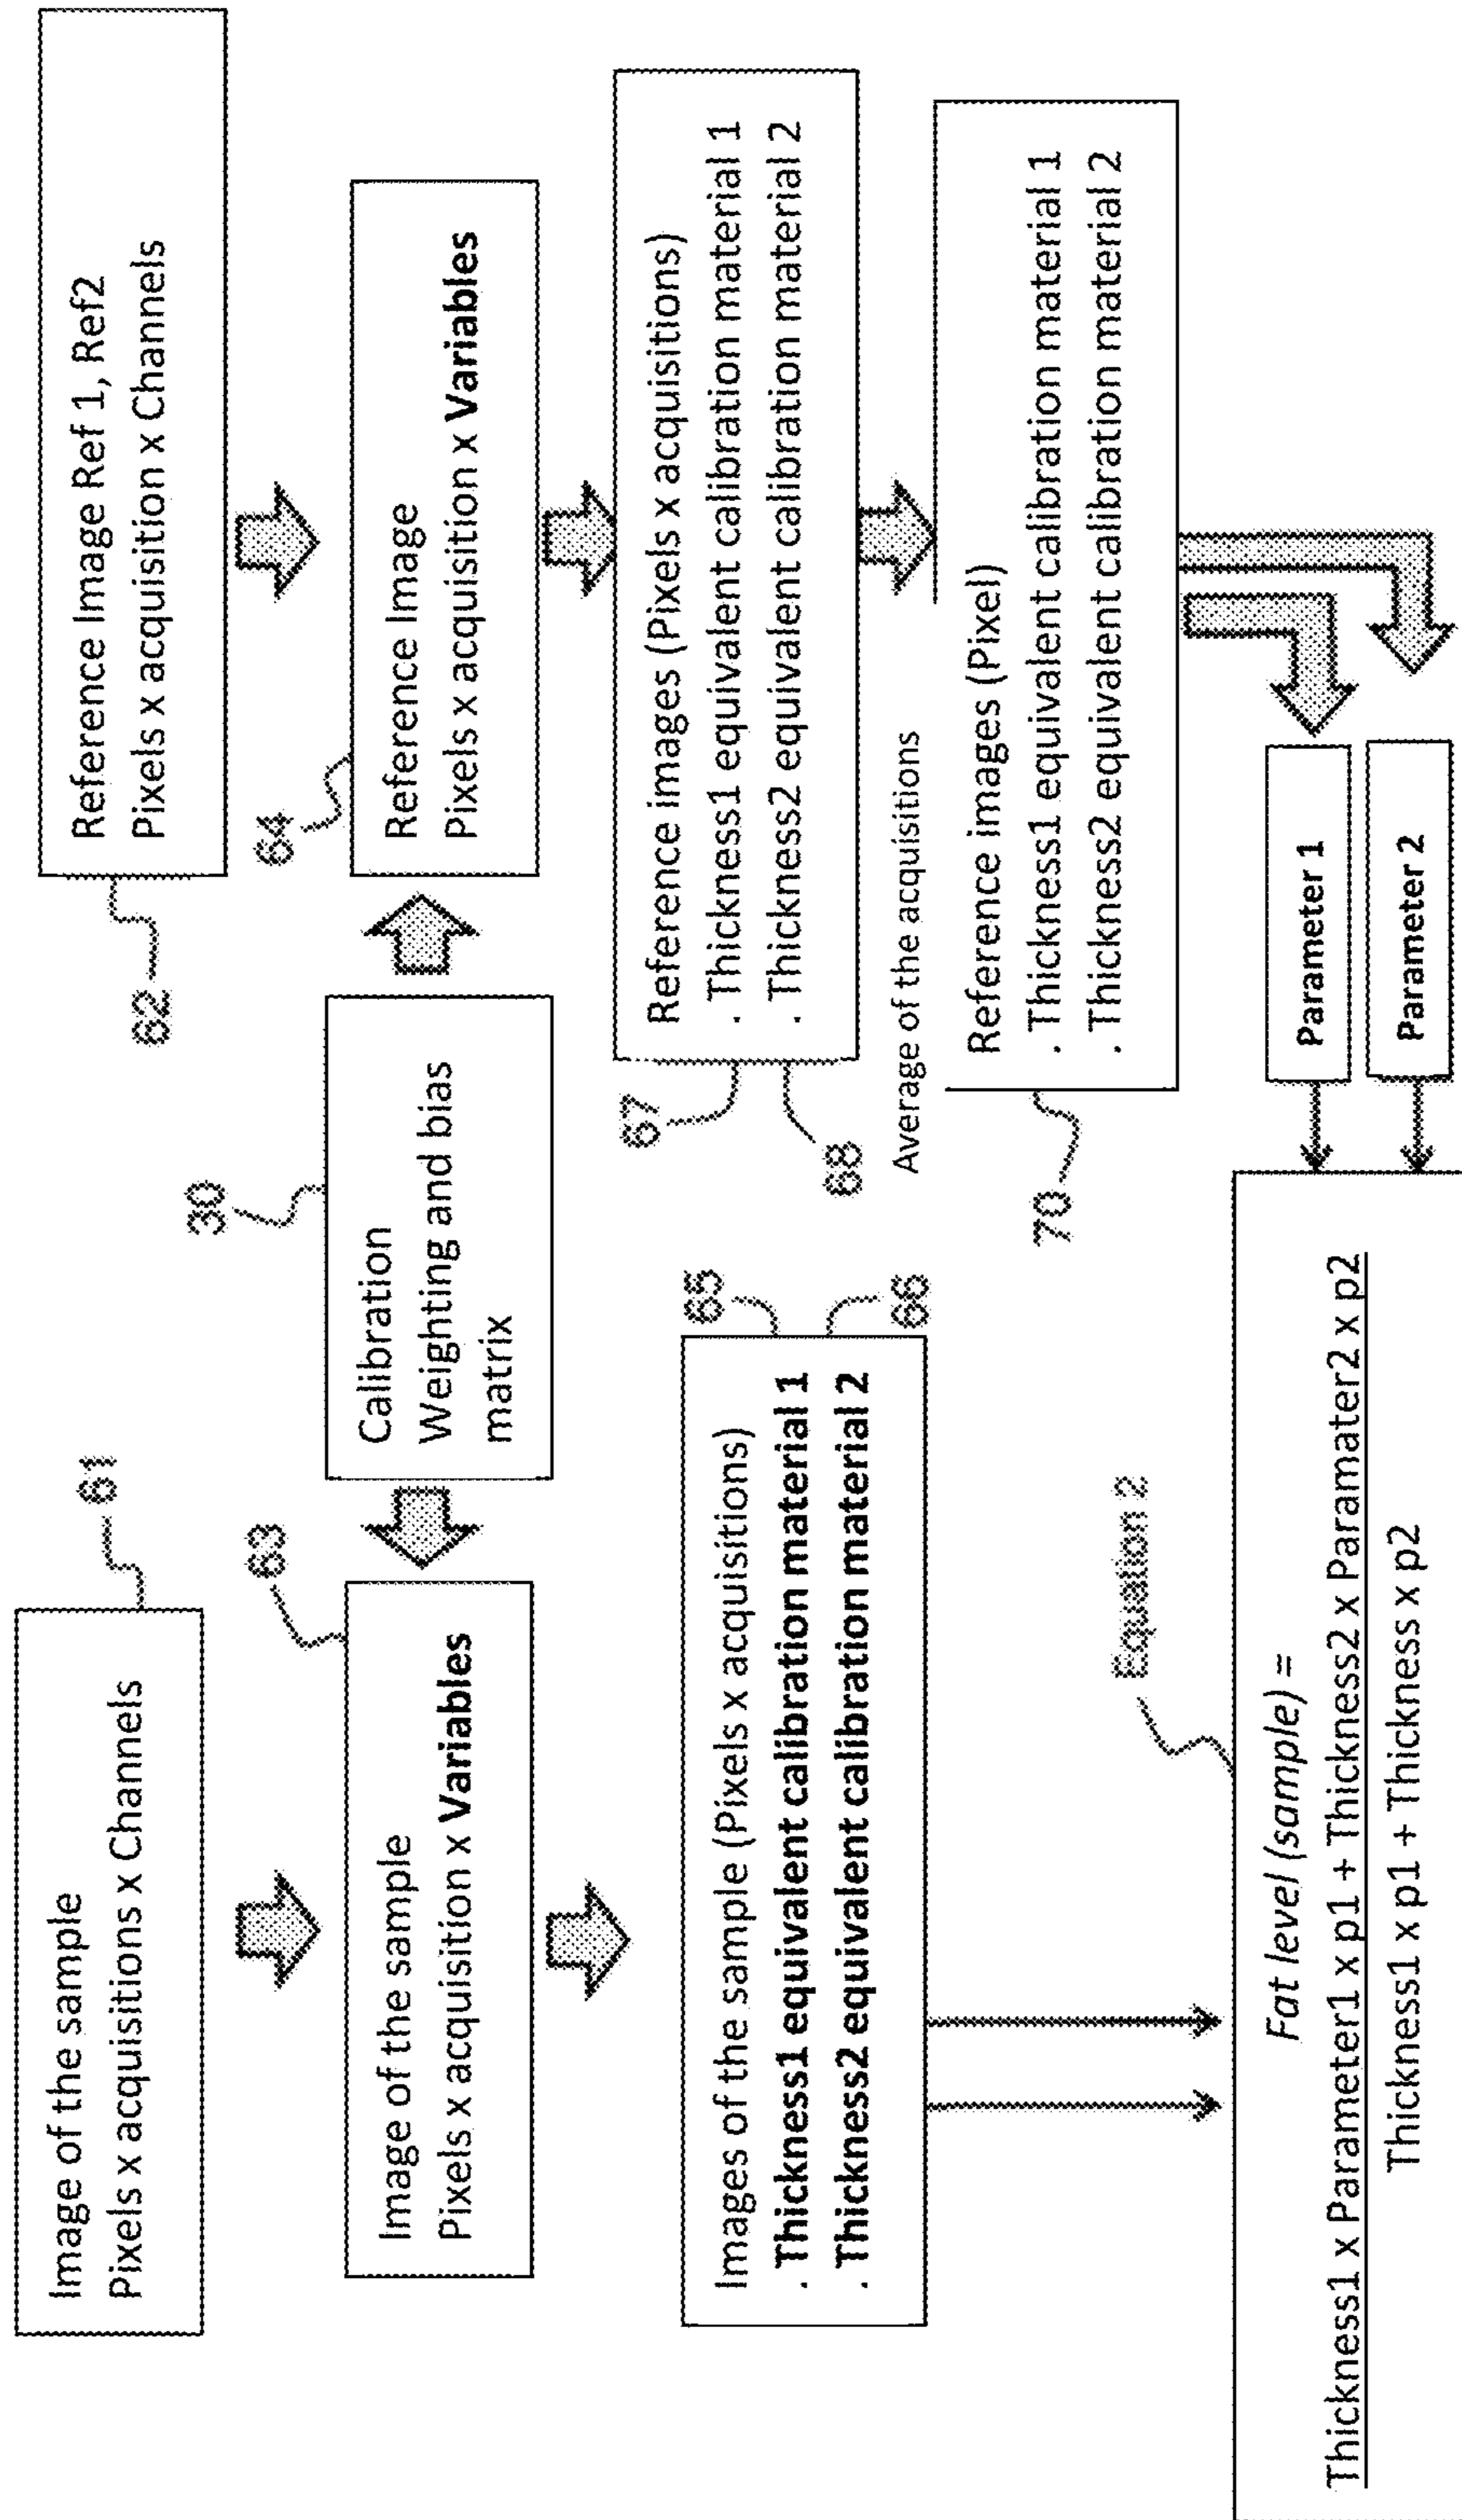 Image of the sample
Pixels x acquisitions x Channels
61
Reference Image Ref 1, Ref2
Pixels x acquisition x Channels
62
30
Calibration
Weighting and bias
matrix
63
Image of the sample
Pixels x acquisition x Variables
64
Reference Image
Pixels x acquisition x Variables
Images of the sample (Pixels x acquisitions)
. Thickness1 equivalent calibration material 1
. Thickness2 equivalent calibration material 2
65
66
Reference images (Pixels x acquisitions)
. Thickness1 equivalent calibration material 1
. Thickness2 equivalent calibration material 2
67
68
Average of the acquisitions
Reference images (Pixel)
. Thickness1 equivalent calibration material 1
. Thickness2 equivalent calibration material 2
70
Equation 2
Parameter 1
Parameter 2
Fat level (sample) =
Thickness1 x Parameter1 x p1 + Thickness2 x Paramater2 x p2
Thickness1 x p1 + Thickness x p2